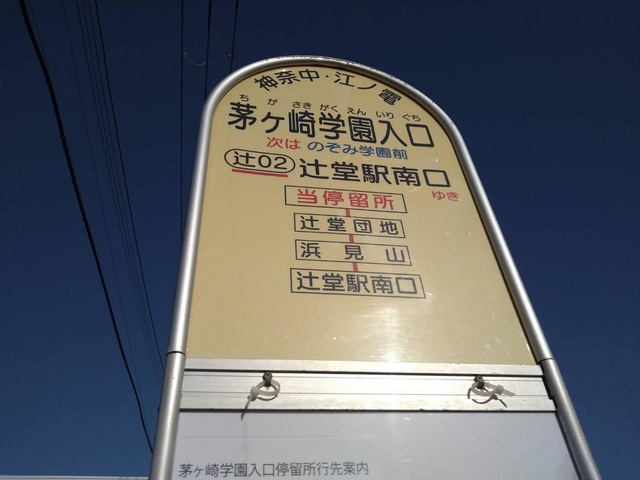 神奈中・江ノ電
ちがさきがくえんいりぐち
茅ヶ崎学園入口
次は のぞみ学園前
辻02 辻堂駅南口 ゆき
当停留所
辻堂団地
浜見山
辻堂駅南口
茅ヶ崎学園入口停留所行先案内